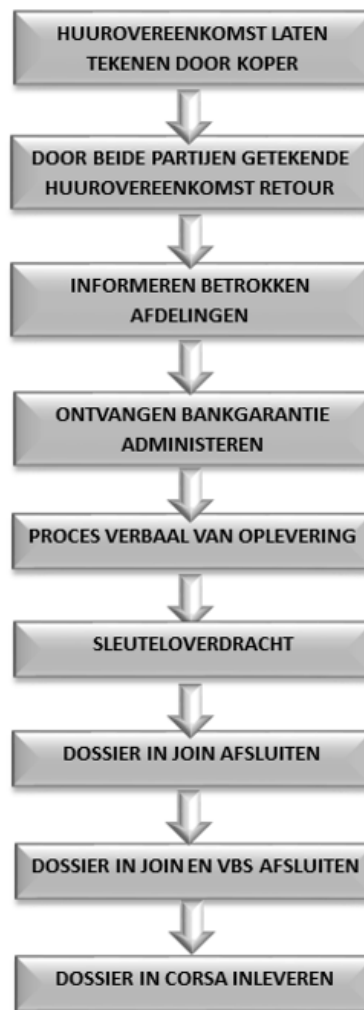 HUUROVEREENKOMST LATEN
TEKENEN DOOR KOPER
DOOR BEIDE PARTIJEN GETEKENDE
HUUROVEREENKOMST RETOUR
INFORMEREN BETROKKEN
AFDELINGEN
ONTVANGEN BANKGARANTIE
ADMINISTEREN
PROCES VERBAAL VAN OPLEVERING
SLEUTELOVERDRACHT
DOSSIER IN JOIN AFSLUITEN
DOSSIER IN JOIN EN VBS AFSLUITEN
DOSSIER IN CORSA INLEVEREN